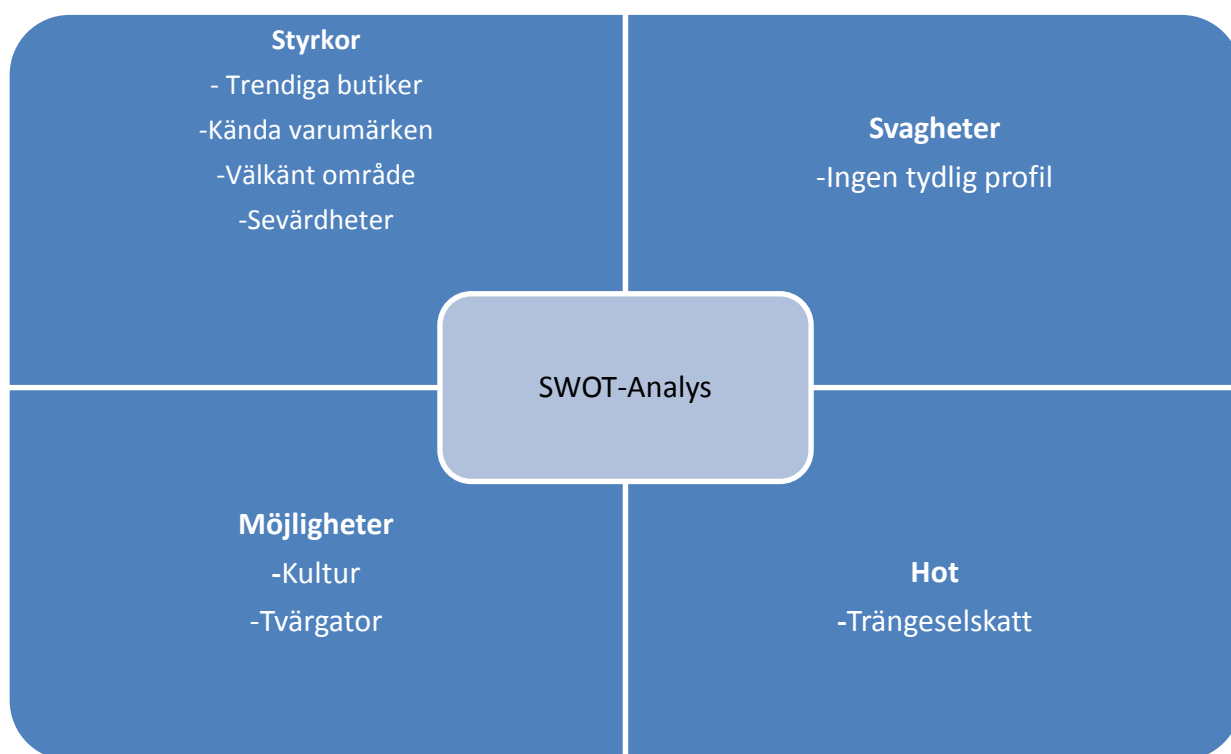 Styrkor
- Trendiga butiker
-Kända varumärken
-Välkänt område
-Sevärdheter
Svagheter
-Ingen tydlig profil
SWOT-Analys
Möjligheter
-Kultur
-Tvärgator
Hot
-Trängeselskatt